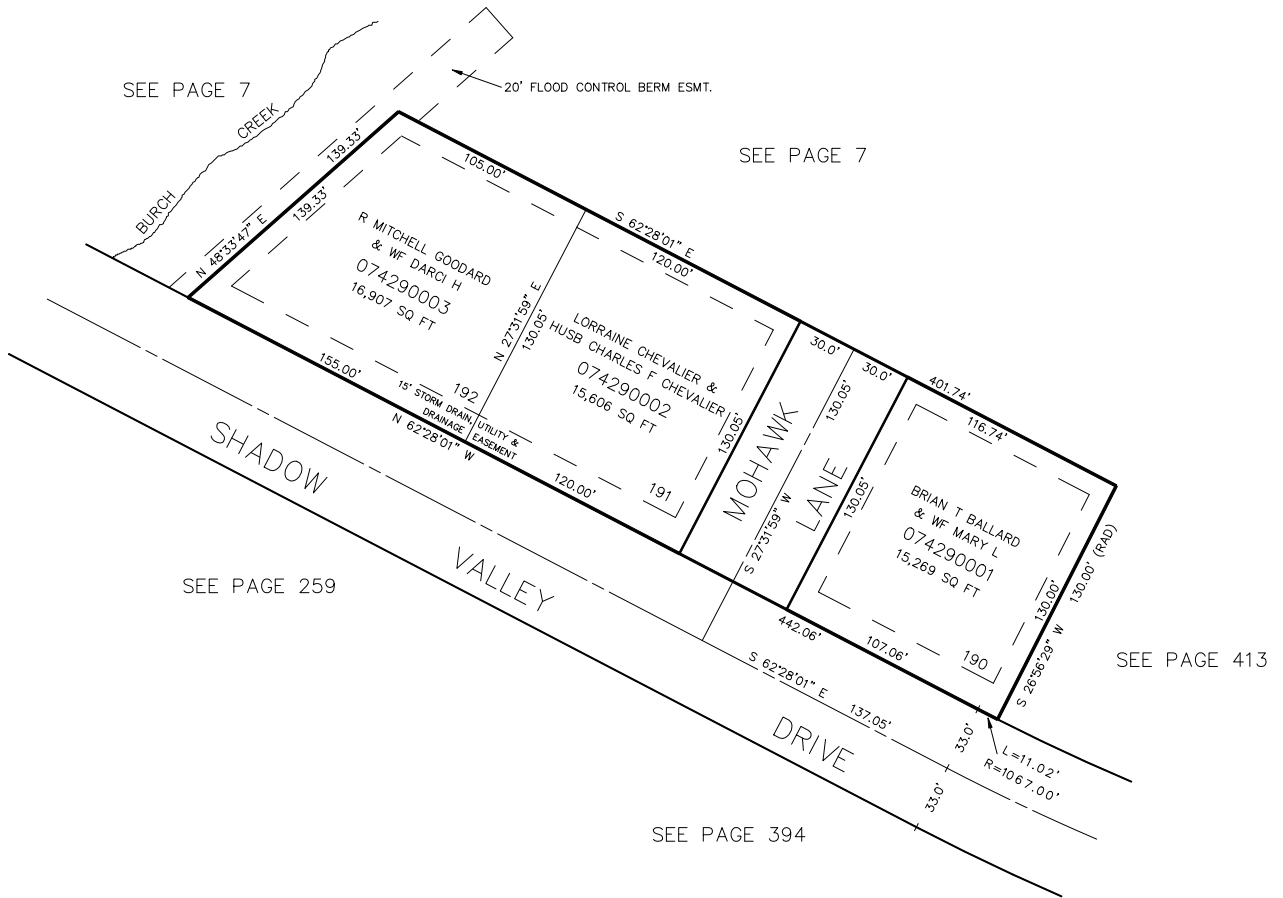 SEE PAGE 7
20' FLOOD CONTROL BERM ESMT.
CREEK
BURCH
139.33'
139.33'
N 48°33'47" E
SEE PAGE 7
105.00'
S 62°28'01" E
120.00'
R MITCHELL GOODARD
& WF DARCI H
074290003
16,907 SQ FT
N 27°31'59" E
130.05'
LORRAINE CHEVALIER &
HUSB CHARLES F CHEVALIER
074290002
15,606 SQ FT
30.0'
30.0'
401.74'
116.74'
130.05'
130.05'
130.05'
MOHAWK
LANE
S 27°31'59" W
BRIAN T BALLARD
& WF MARY L
074290001
15,269 SQ FT
130.00'
130.00' (RAD)
S 26°56'29" W
155.00'
192
15' STORM DRAIN, UTILITY &
DRAINAGE EASEMENT
N 62°28'01" W
120.00'
191
442.06'
107.06'
190
SHADOW
VALLEY
DRIVE
SEE PAGE 259
S 62°28'01" E
137.05'
33.0'
33.0'
L=11.02'
R=1067.00'
SEE PAGE 413
SEE PAGE 394